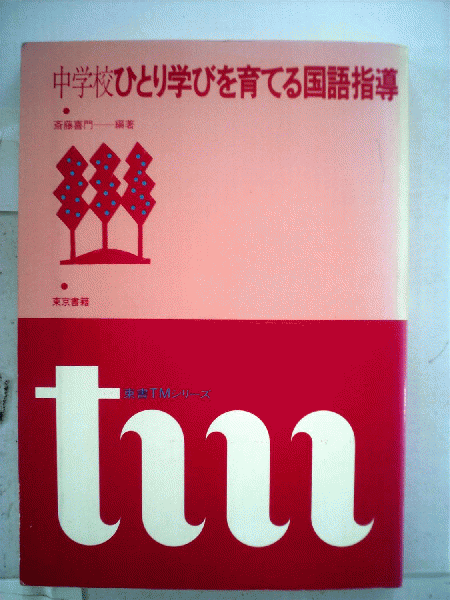 中学校ひとり学びを育てる国語指導
斎藤喜門──編著
東京書籍
東書TMシリーズ
tm